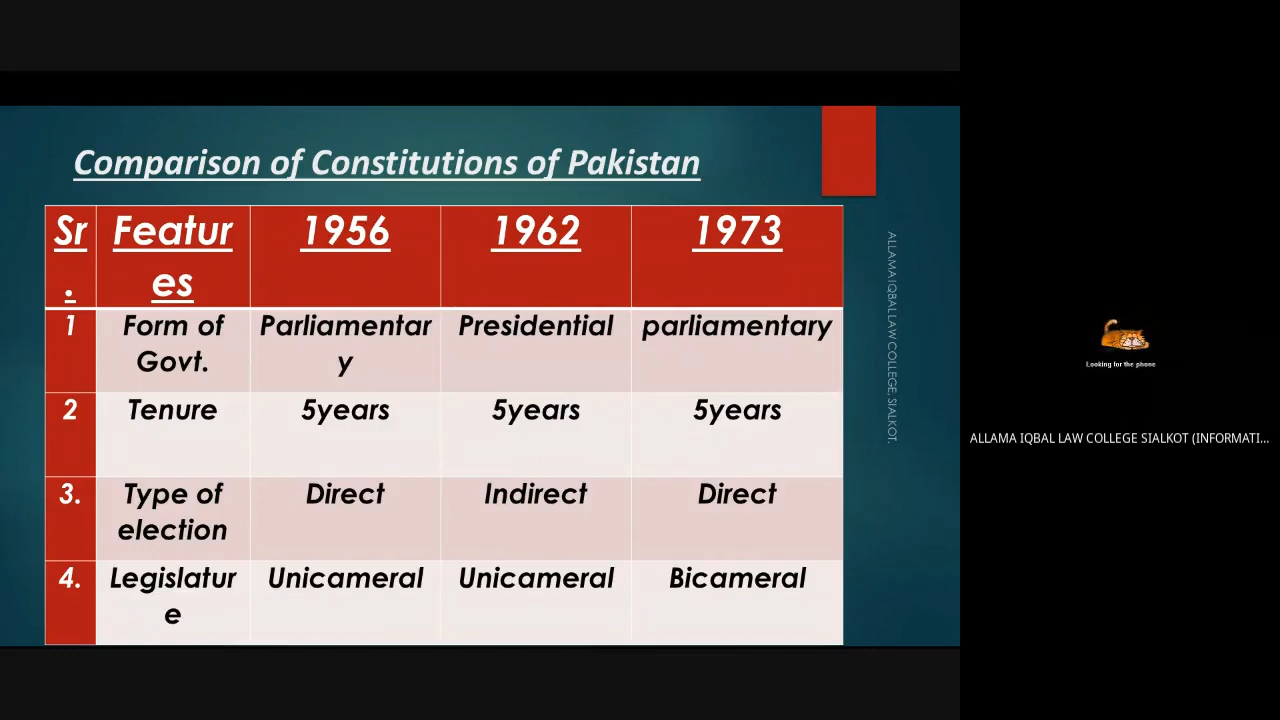 Comparison of Constitutions of Pakistan
Sr
.
Featur
es
1956
1962
1973
1
Form of
Govt.
Parliamentar
y
Presidential
parliamentary
2
Tenure
5years
5years
5years
3.
Type of
election
Direct
Indirect
Direct
4.
Legislatur
e
Unicameral
Unicameral
Bicameral
ALLAMA IQBAL LAW COLLEGE, SIALKOT.
Looking for the phone
ALLAMA IQBAL LAW COLLEGE SIALKOT (INFORMATI...